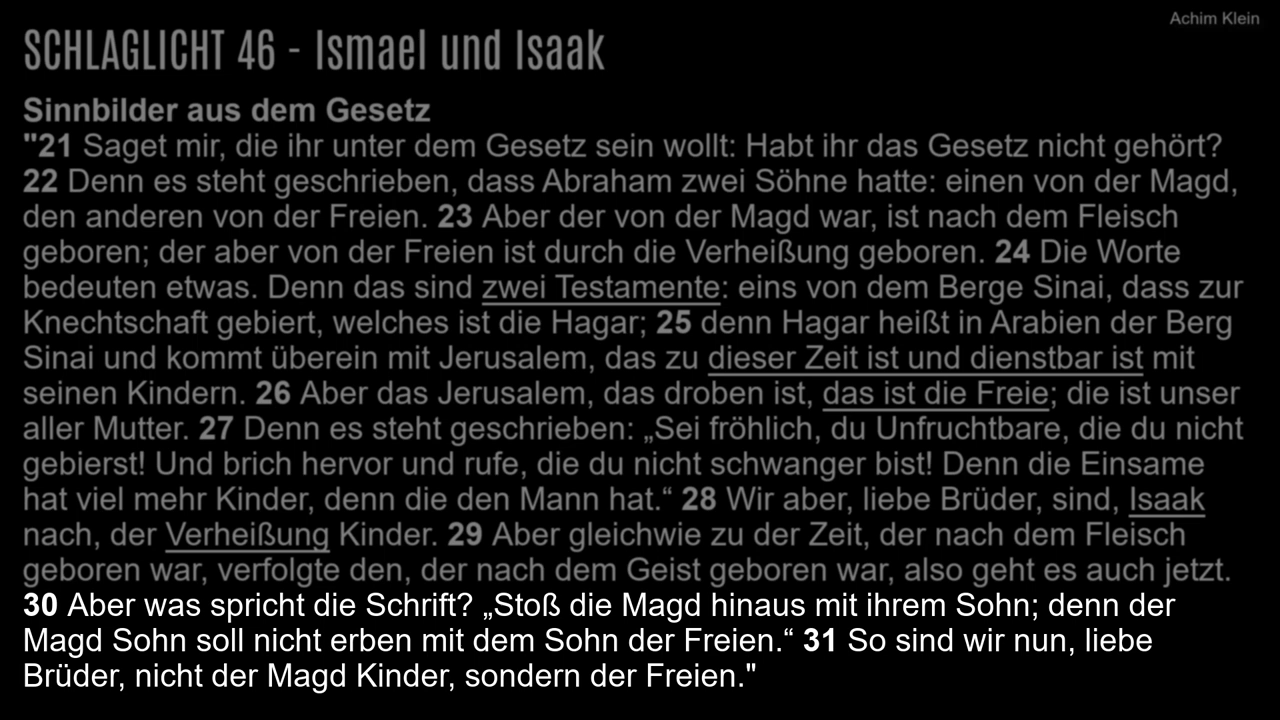 Achim Klein
SCHLAGLICHT 46 - Ismael und Isaak
Sinnbilder aus dem Gesetz
"21 Saget mir, die ihr unter dem Gesetz sein wollt: Habt ihr das Gesetz nicht gehört?
22 Denn es steht geschrieben, dass Abraham zwei Söhne hatte: einen von der Magd,
den anderen von der Freien. 23 Aber der von der Magd war, ist nach dem Fleisch
geboren; der aber von der Freien ist durch die Verheißung geboren. 24 Die Worte
bedeuten etwas. Denn das sind zwei Testamente: eins von dem Berge Sinai, dass zur
Knechtschaft gebiert, welches ist die Hagar; 25 denn Hagar heißt in Arabien der Berg
Sinai und kommt überein mit Jerusalem, das zu dieser Zeit ist und dienstbar ist mit
seinen Kindern. 26 Aber das Jerusalem, das droben ist, das ist die Freie; die ist unser
aller Mutter. 27 Denn es steht geschrieben: „Sei fröhlich, du Unfruchtbare, die du nicht
gebierst! Und brich hervor und rufe, die du nicht schwanger bist! Denn die Einsame
hat viel mehr Kinder, denn die den Mann hat.“ 28 Wir aber, liebe Brüder, sind, Isaak
nach, der Verheißung Kinder. 29 Aber gleichwie zu der Zeit, der nach dem Fleisch
geboren war, verfolgte den, der nach dem Geist geboren war, also geht es auch jetzt.
30 Aber was spricht die Schrift? „Stoß die Magd hinaus mit ihrem Sohn; denn der
Magd Sohn soll nicht erben mit dem Sohn der Freien.“ 31 So sind wir nun, liebe
Brüder, nicht der Magd Kinder, sondern der Freien."